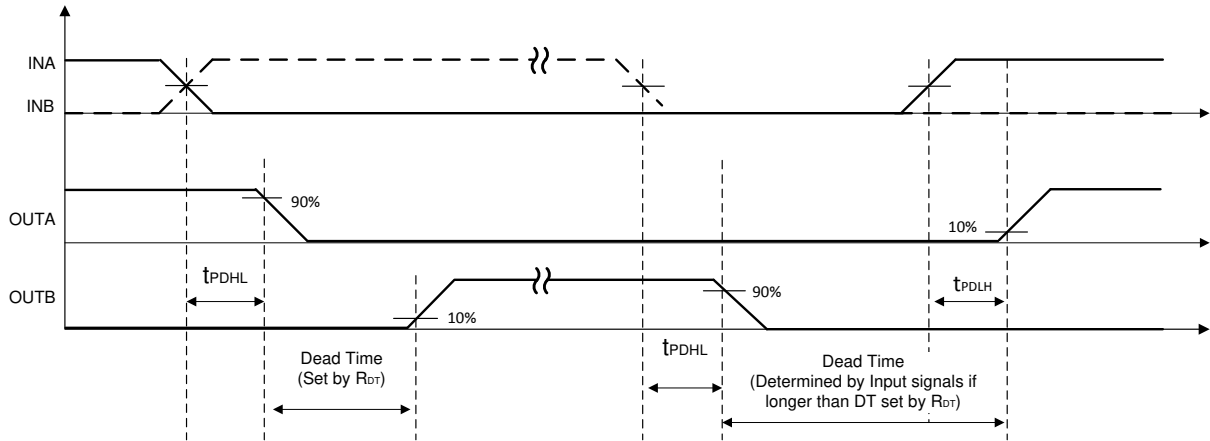 INA
INB
OUTA
90%
10%
tPDHL
tPDLH
OUTB
90%
10%
tPDHL
Dead Time
(Set by RDT)
Dead Time
(Determined by Input signals if
longer than DT set by RDT)